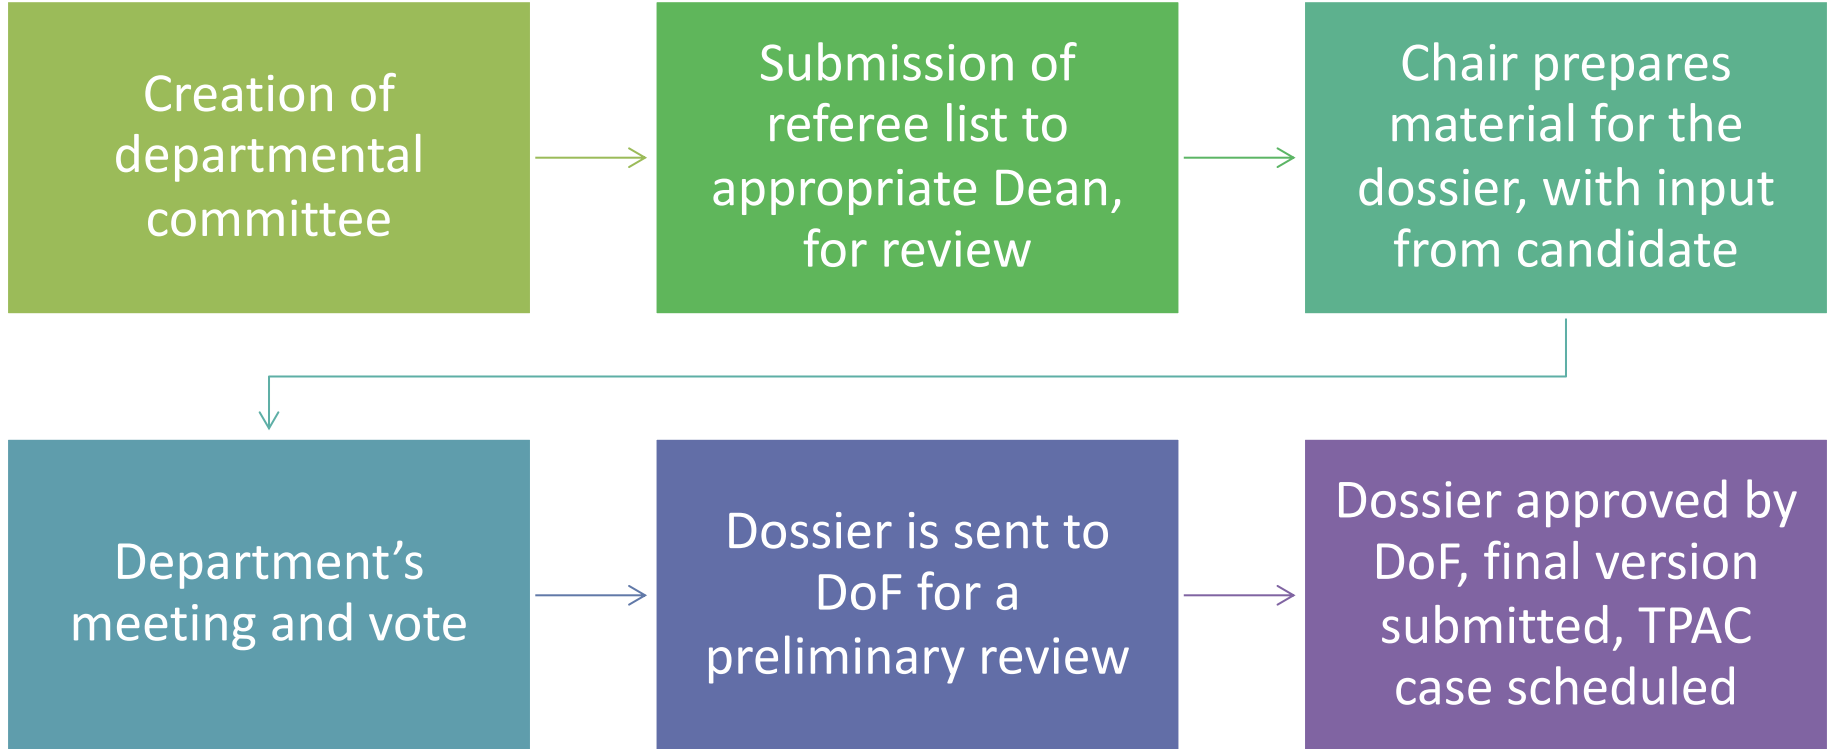 Creation of
departmental
committee
Submission of
referee list to
appropriate Dean,
for review
Chair prepares
material for the
dossier, with input
from candidate
Department’s
meeting and vote
Dossier is sent to
DoF for a
preliminary review
Dossier approved by
DoF, final version
submitted, TPAC
case scheduled